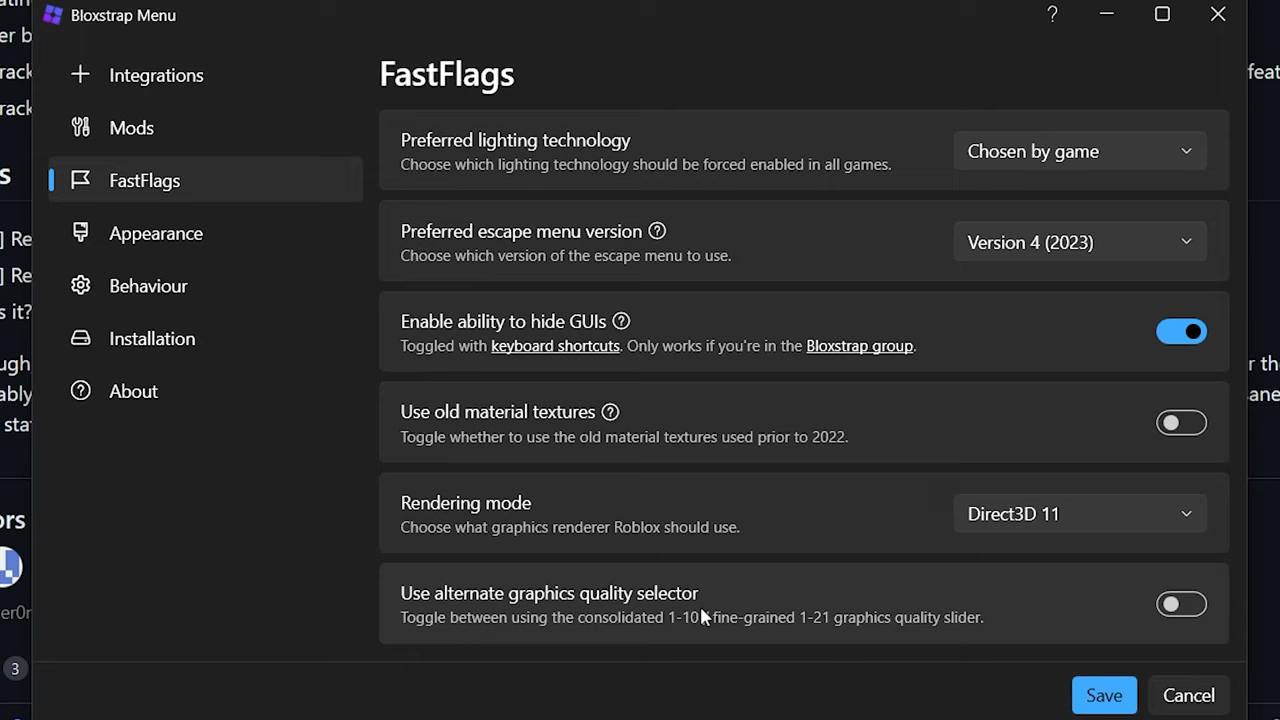 Bloxstrap Menu
Integrations
Mods
FastFlags
Appearance
Behaviour
Installation
About
FastFlags
Preferred lighting technology
Choose which lighting technology should be forced enabled in all games.
Chosen by game
Preferred escape menu version
Choose which version of the escape menu to use.
Version 4 (2023)
Enable ability to hide GUIs
Toggled with keyboard shortcuts. Only works if you're in the Bloxstrap group.
Use old material textures
Toggle whether to use the old material textures used prior to 2022.
Rendering mode
Choose what graphics renderer Roblox should use.
Direct3D 11
Use alternate graphics quality selector
Toggle between using the consolidated 1-10 fine-grained 1-21 graphics quality slider.
Save
Cancel
3